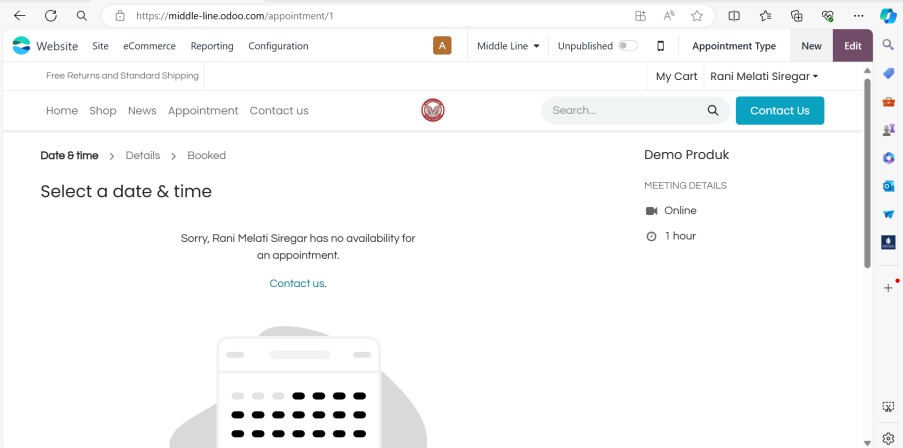 https://middle-line.odoo.com/appointment/1
Website Site eCommerce Reporting Configuration A Middle Line Unpublished Appointment Type New Edit
Free Returns and Standard Shipping My Cart Rani Melati Siregar
Home Shop News Appointment Contact us Search... Contact Us
Date & time > Details > Booked
Demo Produk
Select a date & time
MEETING DETAILS
Online
1 hour
Sorry, Rani Melati Siregar has no availability for
an appointment.
Contact us.